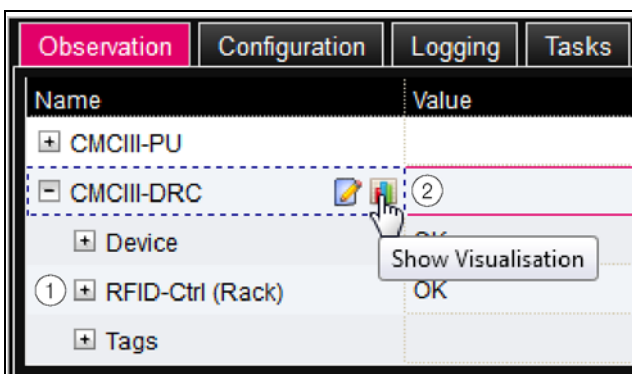 Observation Configuration Logging Tasks
Name Value
CMCIII-PU
CMCIII-DRC 2
Device
Show Visualisation
1 RFID-Ctrl (Rack) OK
Tags